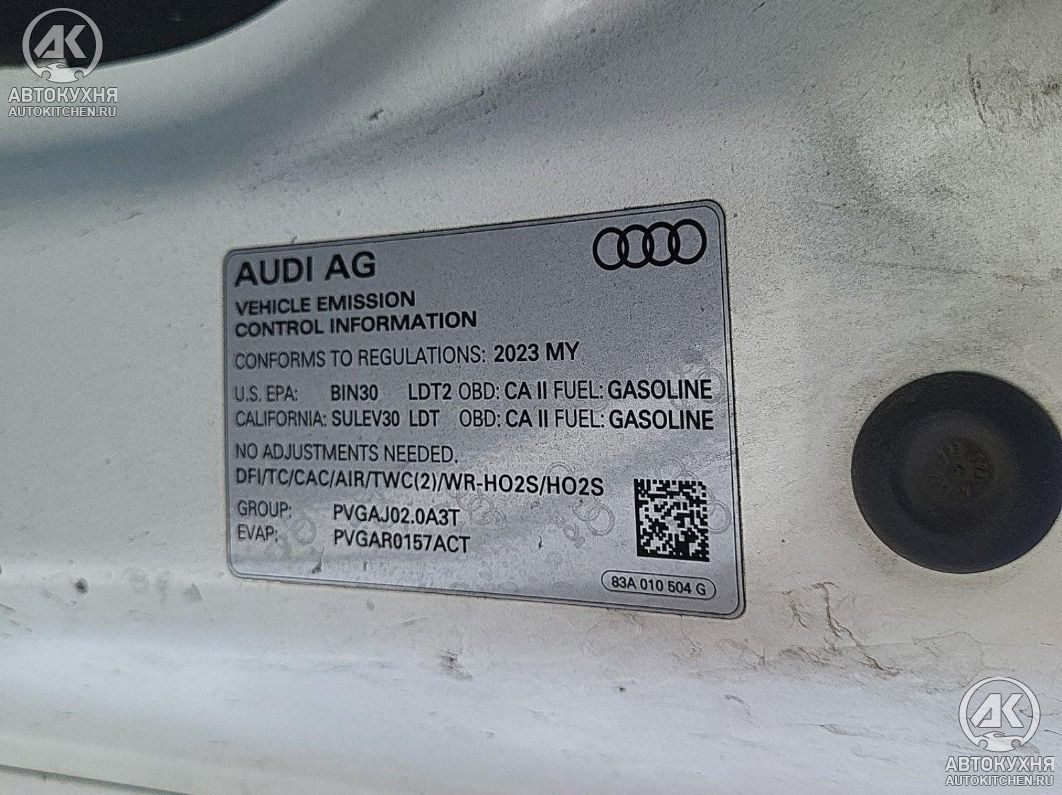 АК
АВТОКУХНЯ
AUTOKITCHEN.RU
AUDI AG
VEHICLE EMISSION
CONTROL INFORMATION
CONFORMS TO REGULATIONS: 2023 MY
U.S. EPA: BIN30 LDT2 OBD: CA II FUEL: GASOLINE
CALIFORNIA: SULEV30 LDT OBD: CA II FUEL: GASOLINE
NO ADJUSTMENTS NEEDED.
DFI/TC/CAC/AIR/TWC(2)/WR-HO2S/HO2S
GROUP: PVGAJ02.0A3T
EVAP: PVGAR0157ACT
83A 010 504 G
АК
АВТОКУХНЯ
AUTOKITCHEN.RU